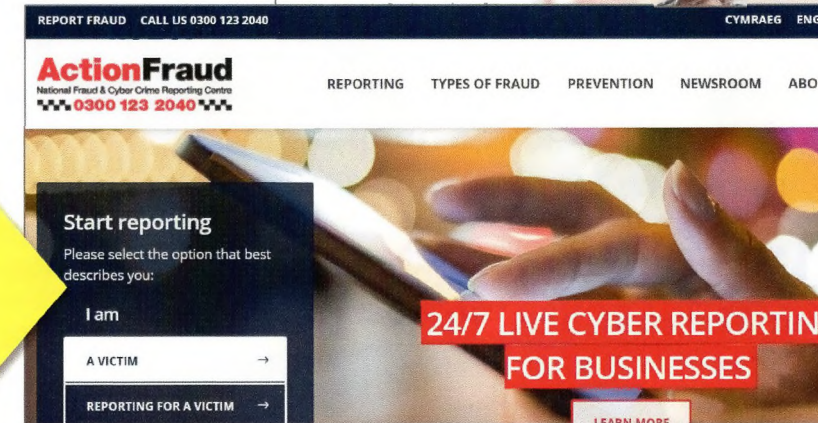 REPORT FRAUD CALL US 0300 123 2040
CYMRAEG
ActionFraud
National Fraud & Cyber Crime Reporting Centre
0300 123 2040
REPORTING TYPES OF FRAUD PREVENTION NEWSROOM
Start reporting
Please select the option that best
describes you:
I am
A VICTIM →
REPORTING FOR A VICTIM →
24/7 LIVE CYBER REPORTIN
FOR BUSINESSES
LEARN MORE